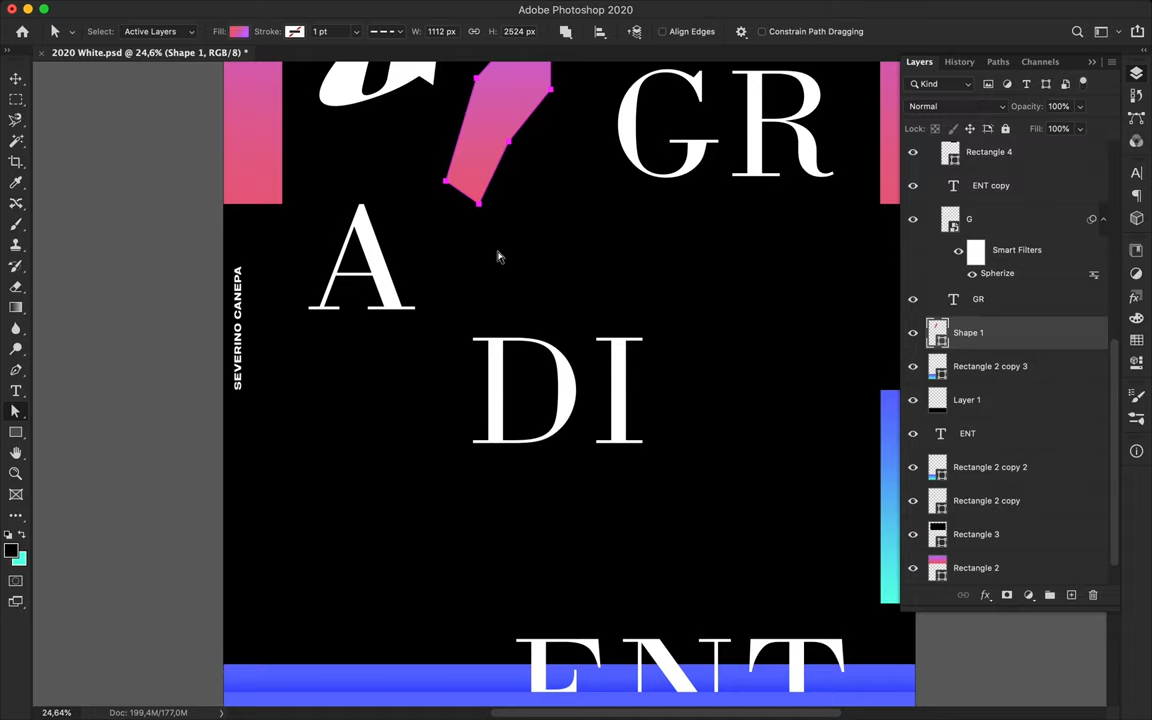 Adobe Photoshop 2020
Select: Active Layers Fill: Stroke: 1 pt W: 1112 px H: 2524 px Align Edges Constrain Path Dragging
2020 White.psd @ 24,6% (Shape 1, RGB/8) *
Layers History Paths Channels
Kind
Normal Opacity: 100%
Lock: Fill: 100%
Rectangle 4
ENT copy
G
Smart Filters
Spherize
GR
Shape 1
Rectangle 2 copy 3
Layer 1
ENT
Rectangle 2 copy 2
Rectangle 2 copy
Rectangle 3
Rectangle 2
GR
A
SEVERINO CANEPA
DI
ENT
24,64% Doc: 199,4M/177,0M